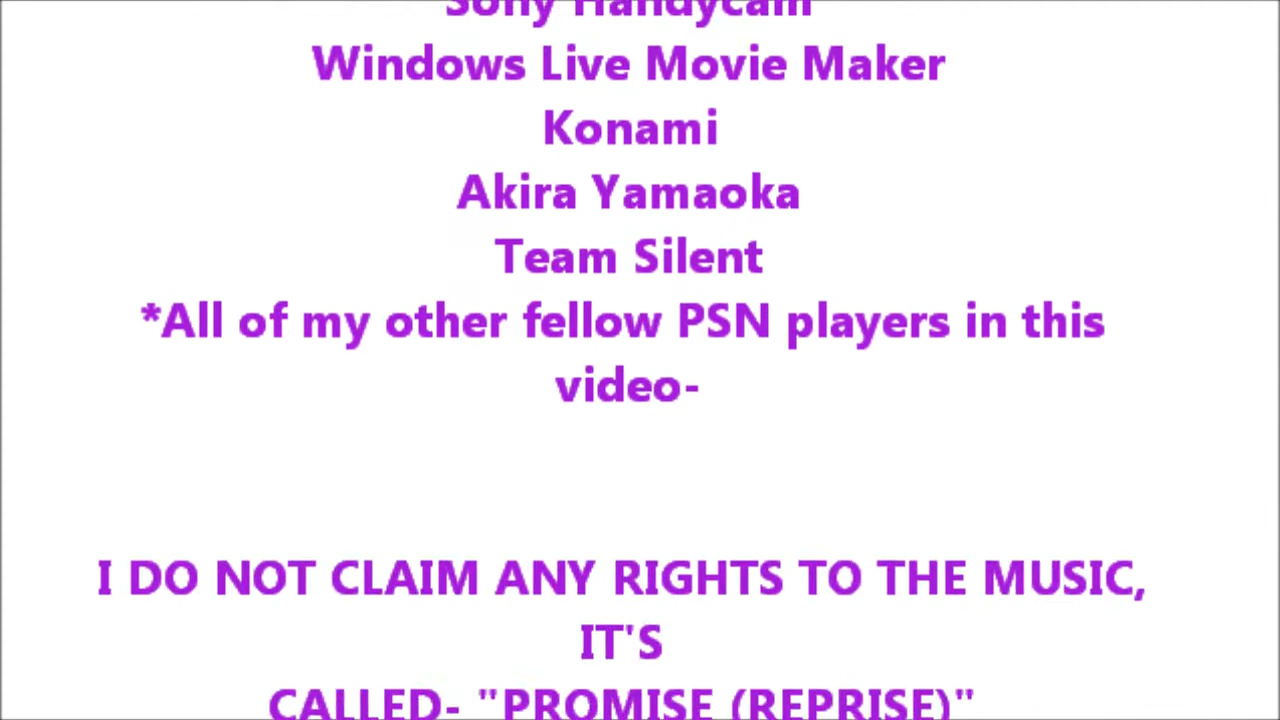 Sony Handycam
Windows Live Movie Maker
Konami
Akira Yamaoka
Team Silent
*All of my other fellow PSN players in this
video-
I DO NOT CLAIM ANY RIGHTS TO THE MUSIC,
IT'S
CALLED- "PROMISE (REPRISE)"